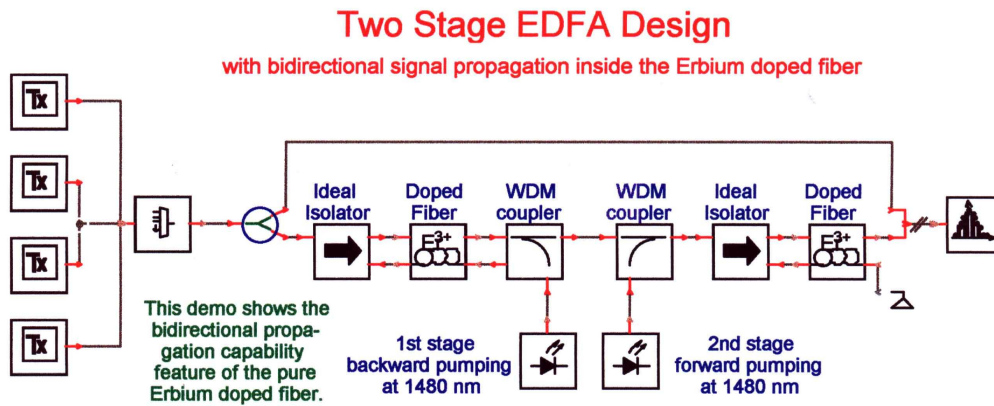 Two Stage EDFA Design
with bidirectional signal propagation inside the Erbium doped fiber
Tx
Tx
Tx
Tx
Ideal
Isolator
Doped
Fiber
WDM
coupler
WDM
coupler
Ideal
Isolator
Doped
Fiber
E3+
E3+
This demo shows the
bidirectional propa-
gation capability
feature of the pure
Erbium doped fiber.
1st stage
backward pumping
at 1480 nm
2nd stage
forward pumping
at 1480 nm